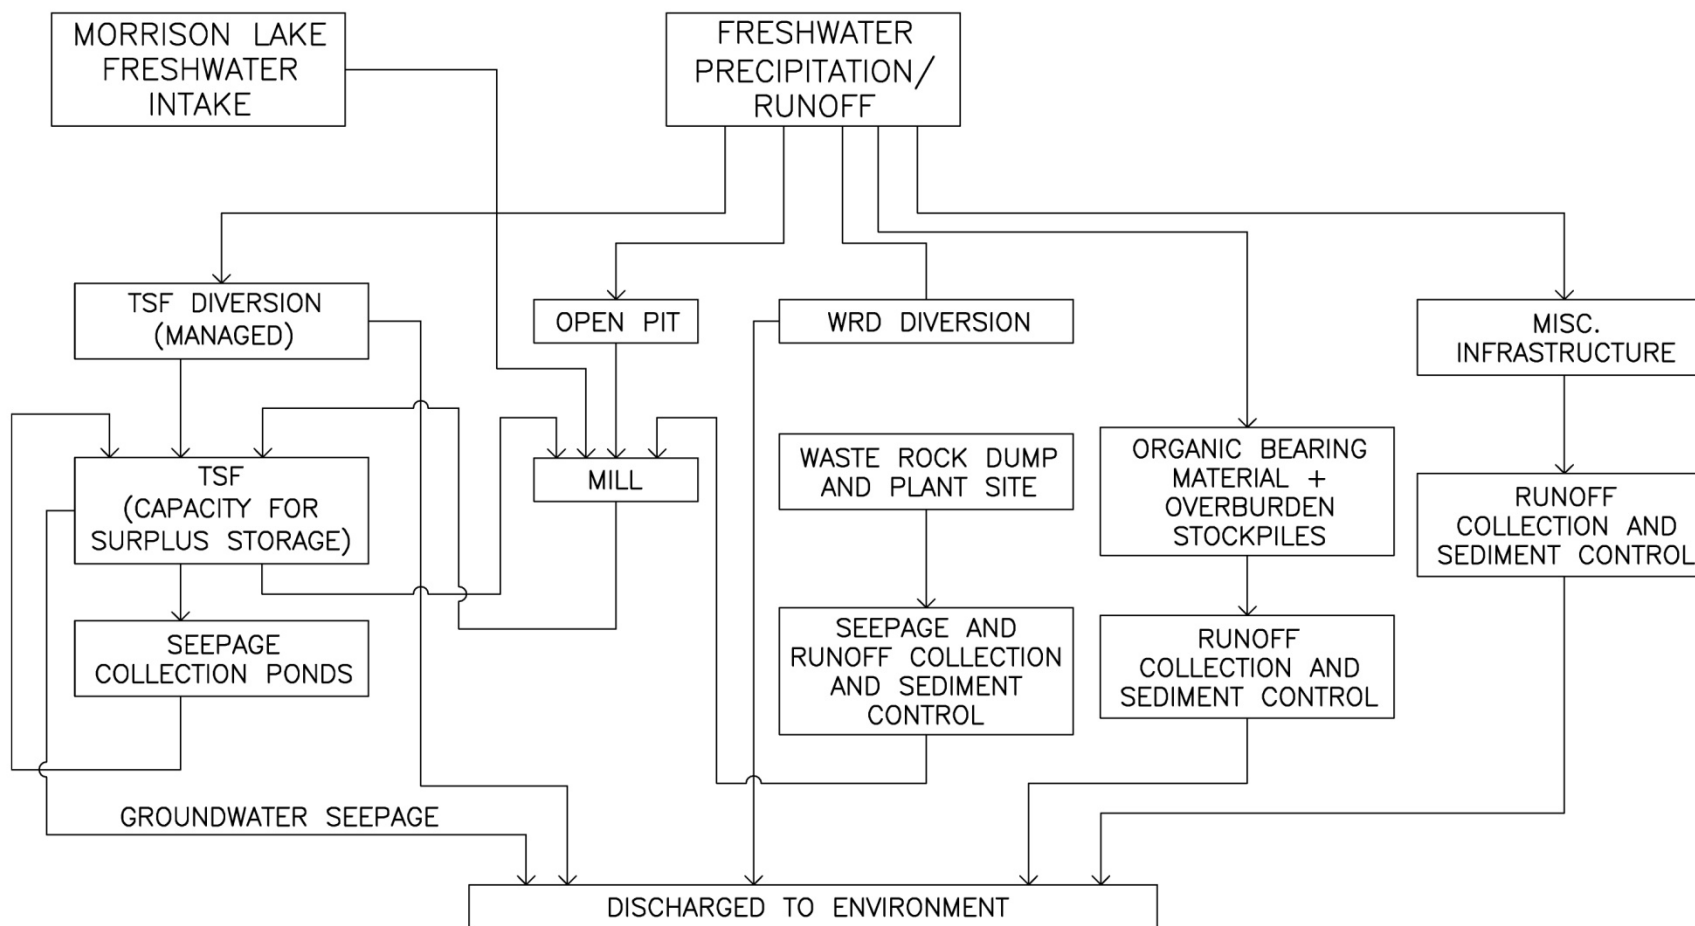 MORRISON LAKE
FRESHWATER
INTAKE
FRESHWATER
PRECIPITATION/
RUNOFF
TSF DIVERSION
(MANAGED)
OPEN PIT
WRD DIVERSION
MISC.
INFRASTRUCTURE
TSF
(CAPACITY FOR
SURPLUS STORAGE)
MILL
WASTE ROCK DUMP
AND PLANT SITE
ORGANIC BEARING
MATERIAL +
OVERBURDEN
STOCKPILES
RUNOFF
COLLECTION AND
SEDIMENT CONTROL
SEEPAGE
COLLECTION PONDS
SEEPAGE AND
RUNOFF COLLECTION
AND SEDIMENT
CONTROL
RUNOFF
COLLECTION AND
SEDIMENT CONTROL
GROUNDWATER SEEPAGE
DISCHARGED TO ENVIRONMENT